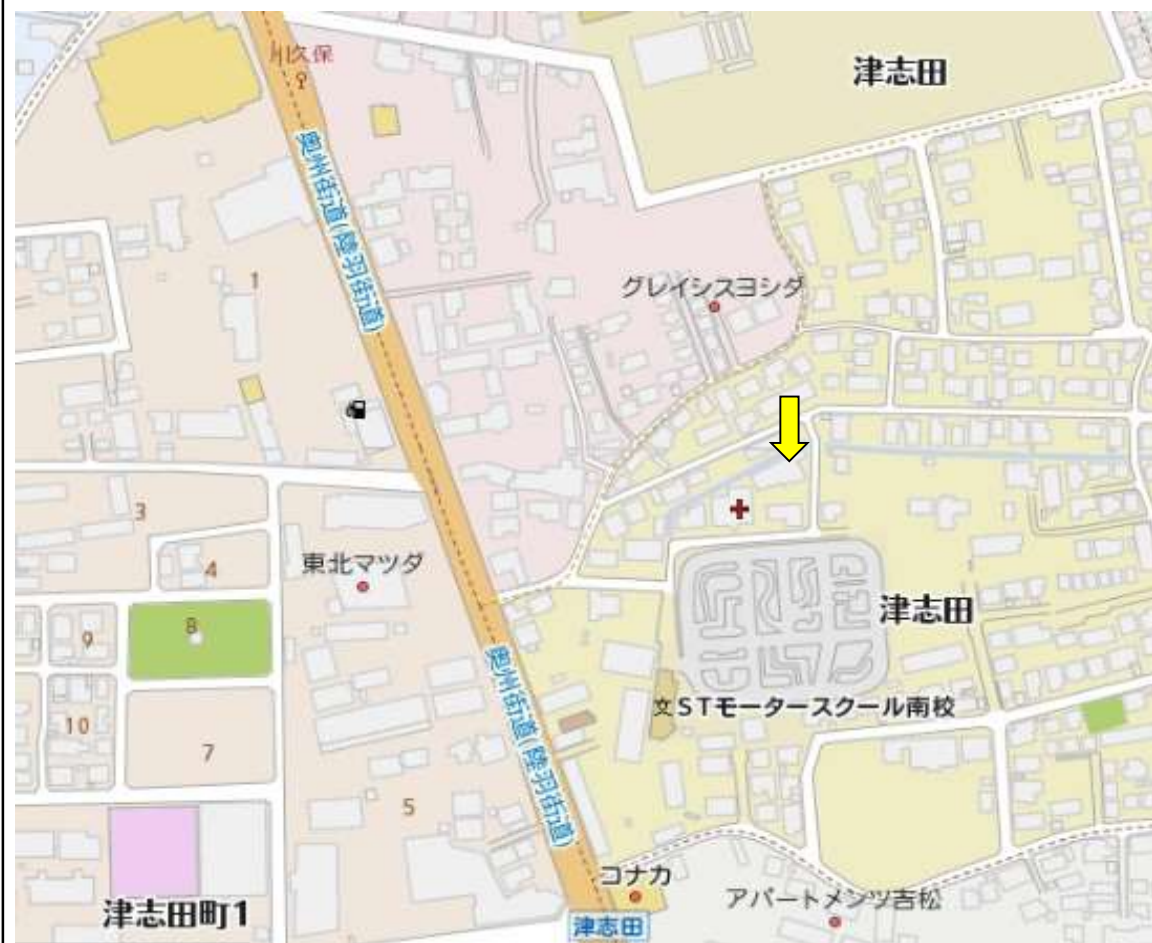 川久保
津志田
奥州街道(陸羽街道)
1
グレイシスヨシダ
3
4
東北マツダ
8
9
津志田
10
7
文 STモータースクール南校
奥州街道(陸羽街道)
5
コナカ
アパートメンツ吉松
津志田町1
津志田